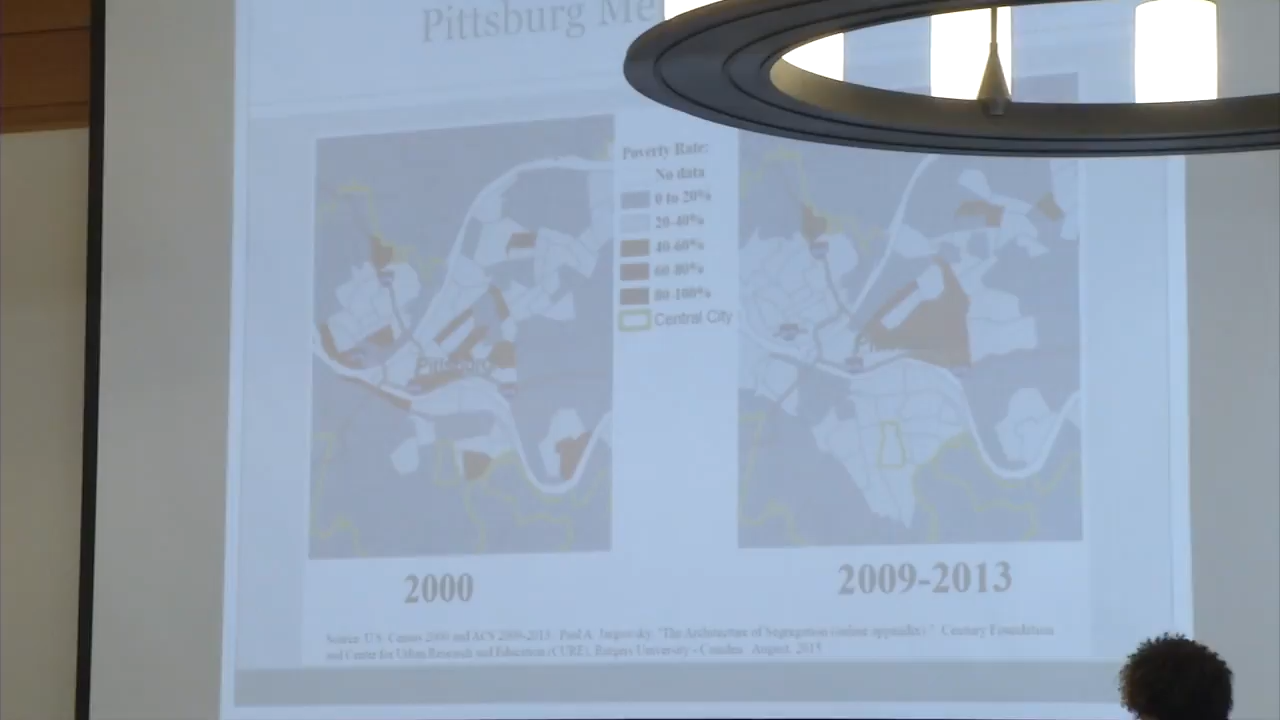 Pittsburg Me
Poverty Rate:
No data
0 to 20%
20-40%
40-60%
60-80%
80-100%
Central City
Pittsburg
2000
2009-2013
Source: U.S. Census 2000 and ACS 2009-2013; Paul A. Jargowsky, "The Architecture of Segregation (online appendix)." Century Foundation
and Center for Urban Research and Education (CURE), Rutgers University - Camden. August, 2015